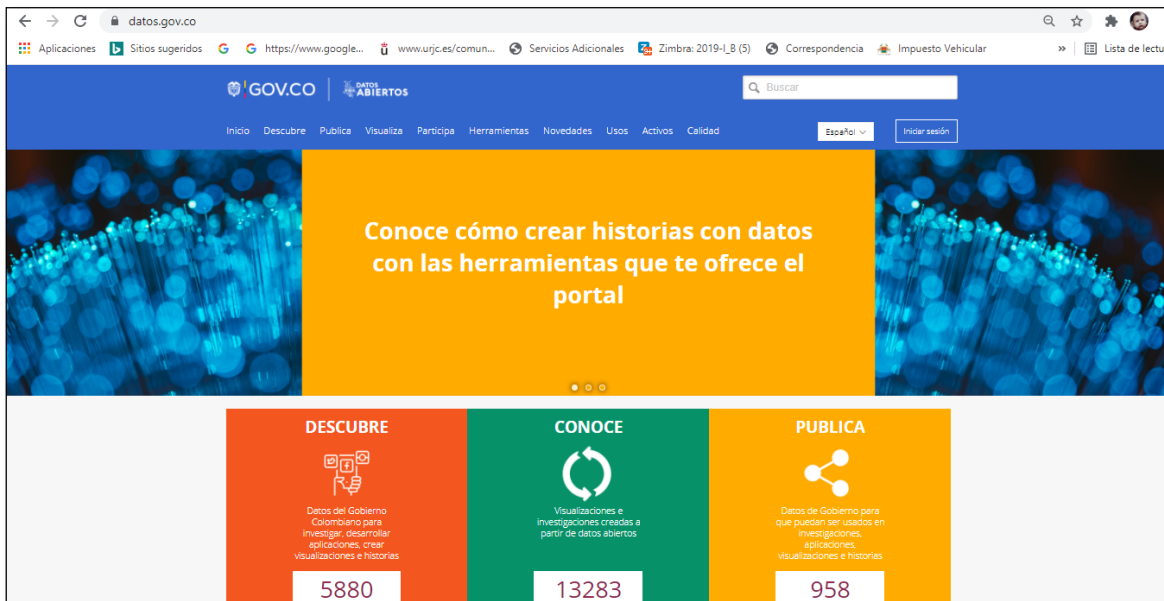 datos.gov.co
Aplicaciones Sitios sugeridos G G https://www.google... ü www.urjc.es/comun... Servicios Adicionales Zimbra: 2019-I_B (5) Correspondencia Impuesto Vehicular » Lista de lectu
GOV.CO DATOS
ABIERTOS
Buscar
Inicio Descubre Publica Visualiza Participa Herramientas Novedades Usos Activos Calidad Español Iniciar sesión
Conoce cómo crear historias con datos
con las herramientas que te ofrece el
portal
DESCUBRE
Datos del Gobierno
Colombiano para
investigar, desarrollar
aplicaciones, crear
visualizaciones e historias
5880
CONOCE
Visualizaciones e
investigaciones creadas a
partir de datos abiertos
13283
PUBLICA
Datos de Gobierno para
que puedan ser usados en
investigaciones,
aplicaciones,
visualizaciones e historias
958